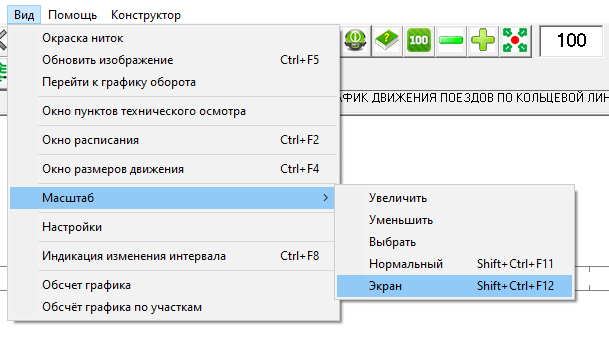 Вид Помощь Конструктор
100 100
Окраска ниток
Обновить изображение Ctrl+F5
Перейти к графику оборота
АФИК ДВИЖЕНИЯ ПОЕЗДОВ ПО КОЛЬЦЕВОЙ ЛИН
Окно пунктов технического осмотра
Окно расписания Ctrl+F2
Окно размеров движения Ctrl+F4
Масштаб
Увеличить
Уменьшить
Выбрать
Нормальный Shift+Ctrl+F11
Экран Shift+Ctrl+F12
Настройки
Индикация изменения интервала Ctrl+F8
Обсчет графика
Обсчёт графика по участкам